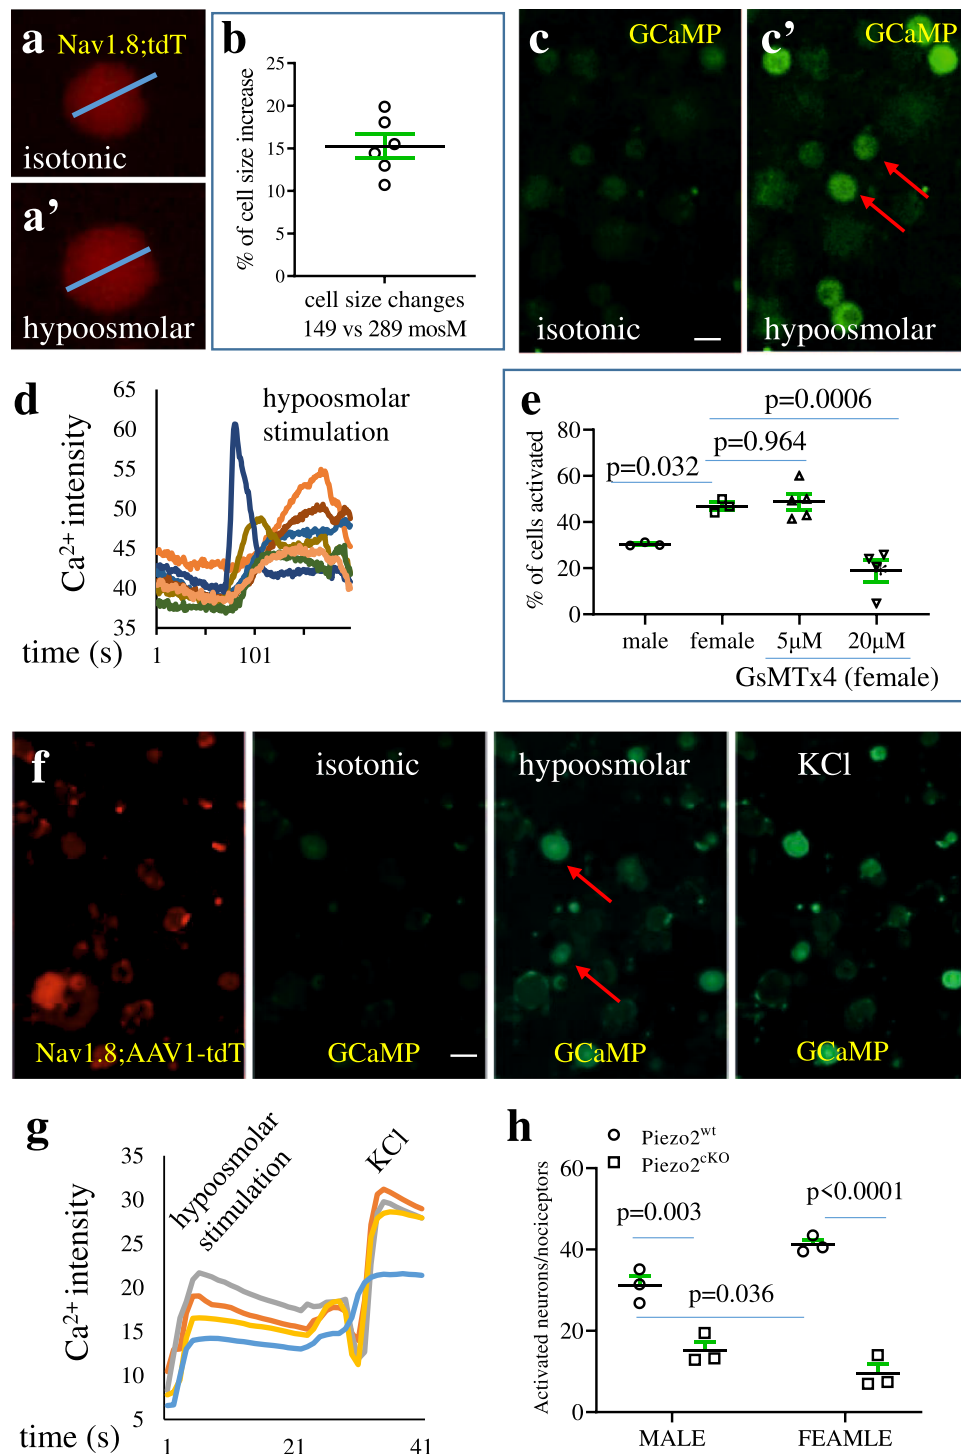 a
Nav1.8;tdT
isotonic
a’
hypoosmolar
b
% of cell size increase
25
20
15
10
5
0
cell size changes
149 vs 289 mosM
c
GCaMP
isotonic
c’
GCaMP
hypoosmolar
d
hypoosmolar
stimulation
Ca2+ intensity
65
60
55
50
45
40
35
time (s)
1
101
e
% of cells activated
80
60
40
20
0
p=0.0006
p=0.964
p=0.032
male
female
5µM
20µM
GsMTx4 (female)
*
f
Nav1.8;AAV1-tdT
isotonic
GCaMP
hypoosmolar
GCaMP
KCl
GCaMP
g
hypoosmolar
stimulation
KCl
Ca2+ intensity
35
30
25
20
15
10
5
time (s)
1
21
41
h
Piezo2wt
Piezo2cKO
Activated neurons/nociceptors
60
40
20
0
p=0.003
p<0.0001
p=0.036
MALE
FEAMLE